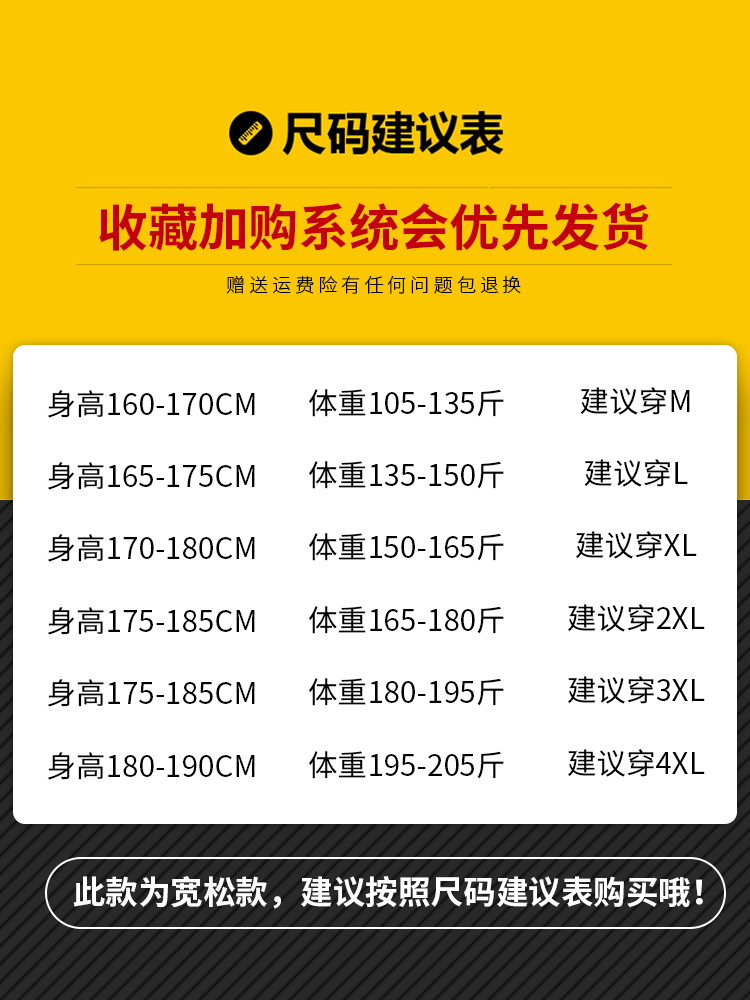 尺码建议表
收藏加购系统会优先发货
赠送运费险有任何问题包退换
身高160-170CM 体重105-135斤 建议穿M
身高165-175CM 体重135-150斤 建议穿L
身高170-180CM 体重150-165斤 建议穿XL
身高175-185CM 体重165-180斤 建议穿2XL
身高175-185CM 体重180-195斤 建议穿3XL
身高180-190CM 体重195-205斤 建议穿4XL
此款为宽松款，建议按照尺码建议表购买哦！